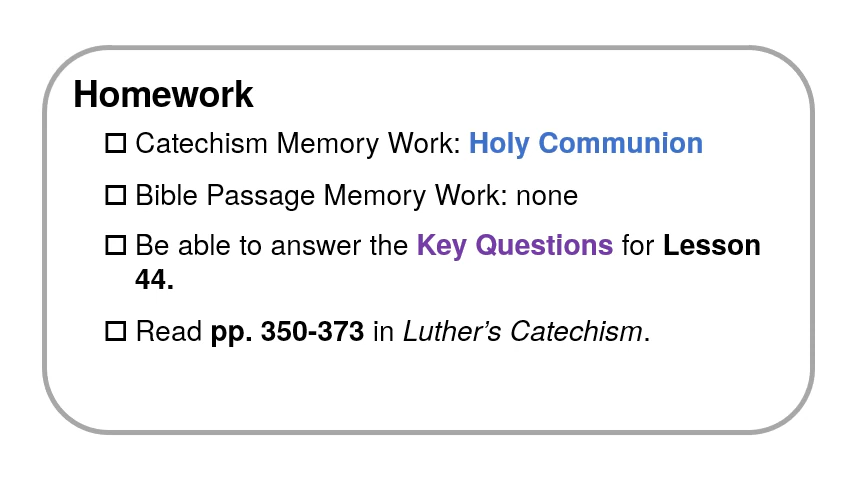 Homework
Catechism Memory Work: Holy Communion
Bible Passage Memory Work: none
Be able to answer the Key Questions for Lesson
44.
Read pp. 350-373 in Luther’s Catechism.